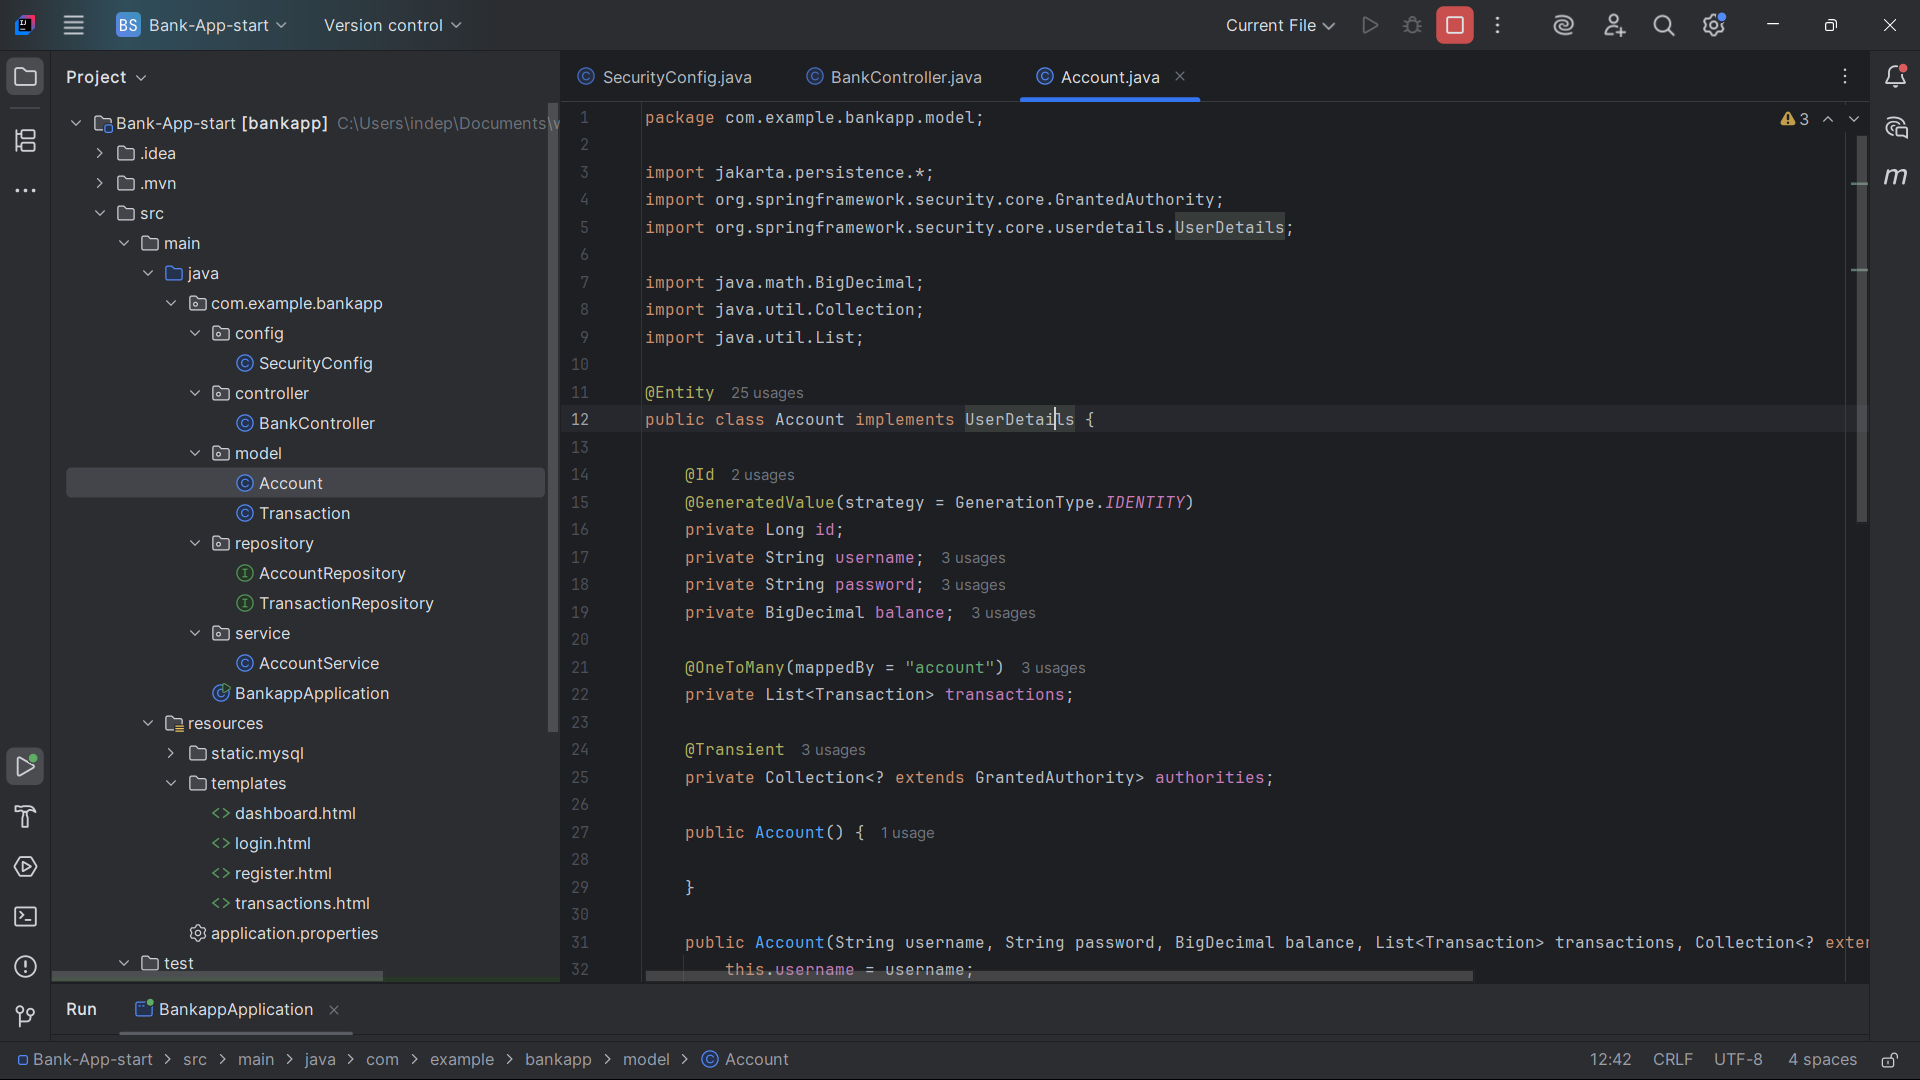 BS Bank-App-start Version control Current File
Project
SecurityConfig.java BankController.java Account.java
Bank-App-start [bankapp] C:\Users\indep\Documents\
.idea
.mvn
src
main
java
com.example.bankapp
config
SecurityConfig
controller
BankController
model
Account
Transaction
repository
AccountRepository
TransactionRepository
service
AccountService
BankappApplication
resources
static.mysql
templates
dashboard.html
login.html
register.html
transactions.html
application.properties
test
3
1 package com.example.bankapp.model;
2
3 import jakarta.persistence.*;
4 import org.springframework.security.core.GrantedAuthority;
5 import org.springframework.security.core.userdetails.UserDetails;
6
7 import java.math.BigDecimal;
8 import java.util.Collection;
9 import java.util.List;
10
11 @Entity 25 usages
12 public class Account implements UserDetails {
13
14 @Id 2 usages
15 @GeneratedValue(strategy = GenerationType.IDENTITY)
16 private Long id;
17 private String username; 3 usages
18 private String password; 3 usages
19 private BigDecimal balance; 3 usages
20
21 @OneToMany(mappedBy = "account") 3 usages
22 private List<Transaction> transactions;
23
24 @Transient 3 usages
25 private Collection<? extends GrantedAuthority> authorities;
26
27 public Account() { 1 usage
28
29 }
30
31 public Account(String username, String password, BigDecimal balance, List<Transaction> transactions, Collection<? exte
32 this.username = username;
m
Run BankappApplication
Bank-App-start > src > main > java > com > example > bankapp > model > Account 12:42 CRLF UTF-8 4 spaces